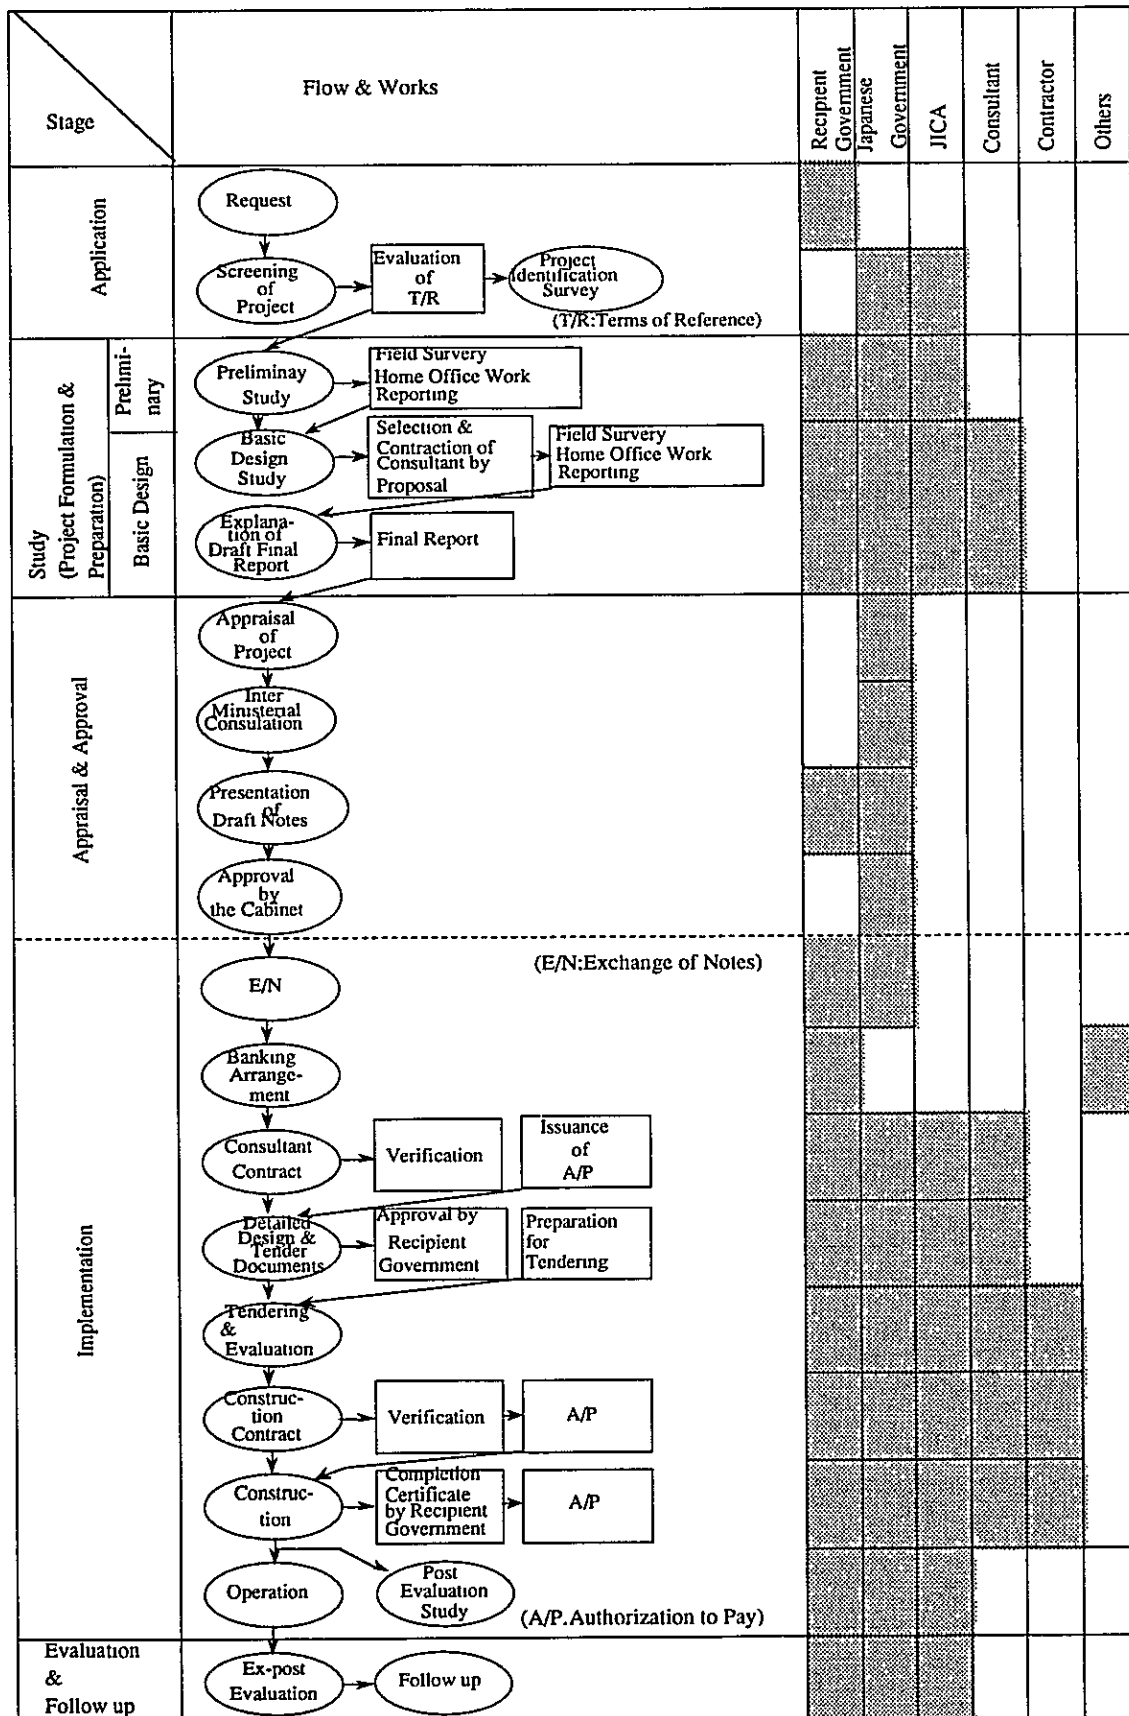 Stage
Flow & Works
Recipient
Government
Japanese
Government
JICA
Consultant
Contractor
Others
Application
Request
Screening
of
Project
Evaluation
of
T/R
Project
Identification
Survey
(T/R:Terms of Reference)
Study
(Project Formulation &
Preparation)
Prelimi-
nary
Basic Design
Preliminay
Study
Field Survery
Home Office Work
Reporting
Basic
Design
Study
Selection &
Contraction of
Consultant by
Proposal
Field Survery
Home Office Work
Reporting
Explana-
tion of
Draft Final
Report
Final Report
Appraisal & Approval
Appraisal
of
Project
Inter
Ministerial
Consulation
Presentation
of
Draft Notes
Approval
by
the Cabinet
Implementation
(E/N:Exchange of Notes)
E/N
Banking
Arrange-
ment
Consultant
Contract
Verification
Issuance
of
A/P
Detailed
Design &
Tender
Documents
Approval by
Recipient
Government
Preparation
for
Tendering
Tendering
&
Evaluation
Construc-
tion
Contract
Verification
A/P
Construc-
tion
Completion
Certificate
by Recipient
Government
A/P
Operation
Post
Evaluation
Study
(A/P.Authorization to Pay)
Evaluation
&
Follow up
Ex-post
Evaluation
Follow up